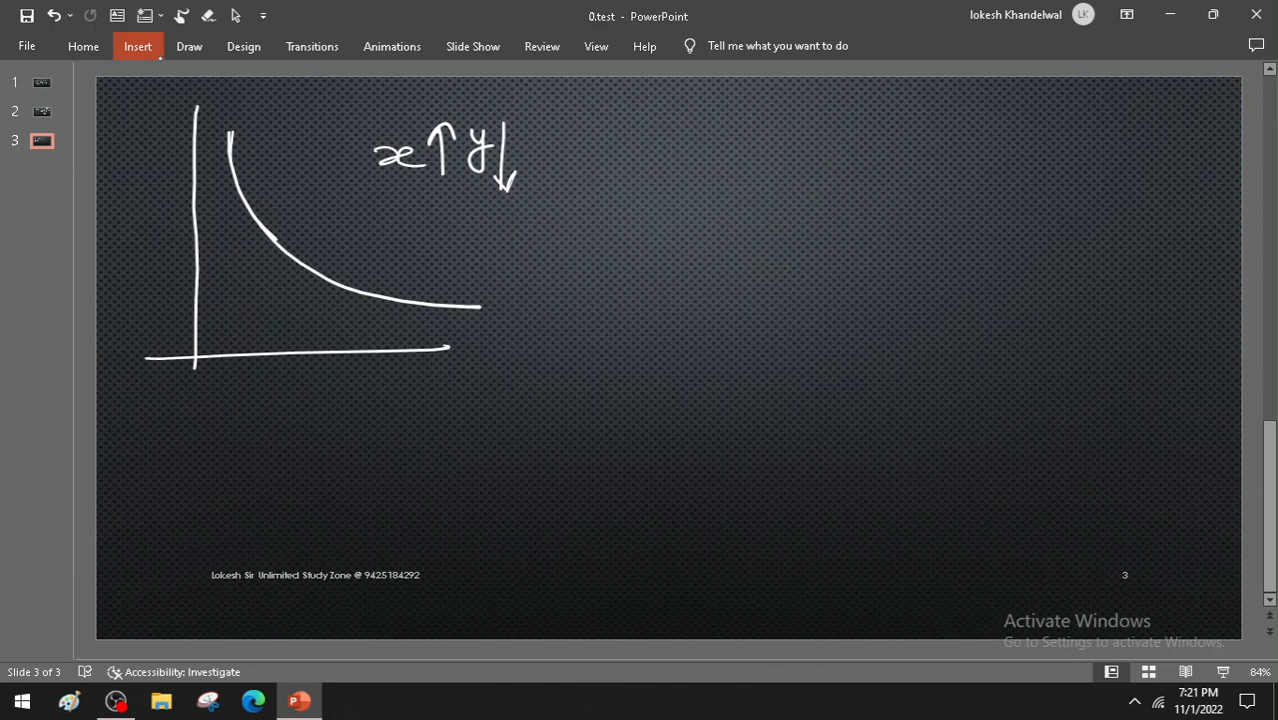 0.test - PowerPoint
lokesh Khandelwal LK
File Home Insert Draw Design Transitions Animations Slide Show Review View Help Tell me what you want to do
1
2
3
x↑ y↓
Lokesh Sir Unlimited Study Zone @ 9425184292
3
Activate Windows
Go to Settings to activate Windows.
Slide 3 of 3 Accessibility: Investigate 84%
7:21 PM
11/1/2022